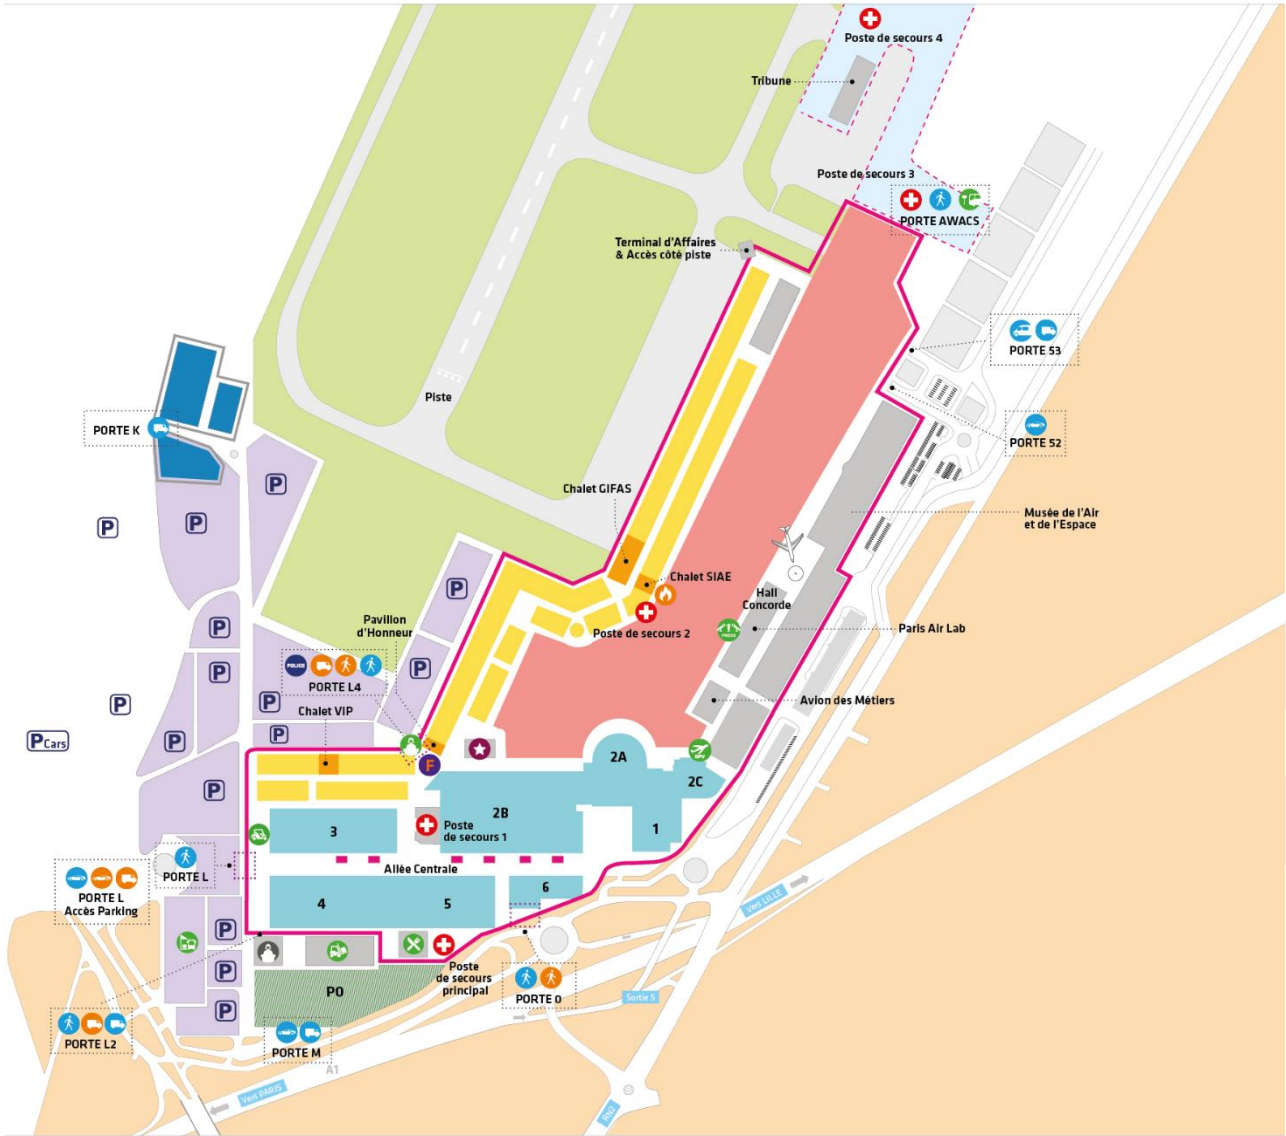 Poste de secours 4
Tribune
Poste de secours 3
PORTE AWACS
Terminal d'Affaires
& Accès côté piste
PORTE 53
Piste
PORTE K
PORTE 52
P
Chalet GIFAS
P
P
Musée de l'Air
et de l'Espace
Chalet SIAE
P
Hall
Concorde
Pavillon
d'Honneur
P
Poste de secours 2
PRESS
Paris Air Lab
POLICE
P
PORTE L4
P
P
Avion des Métiers
P
Chalet VIP
P
P
P Cars
F
2A
2C
P
2B
3
Poste
de secours 1
1
PORTE L
Allée Centrale
PORTE L
Accès Parking
6
4
5
Vers LILLE
P
P
Poste
de secours
principal
PORTE O
P0
Sortie 5
P
PORTE L2
PORTE M
A1
Vers PARIS
RN2